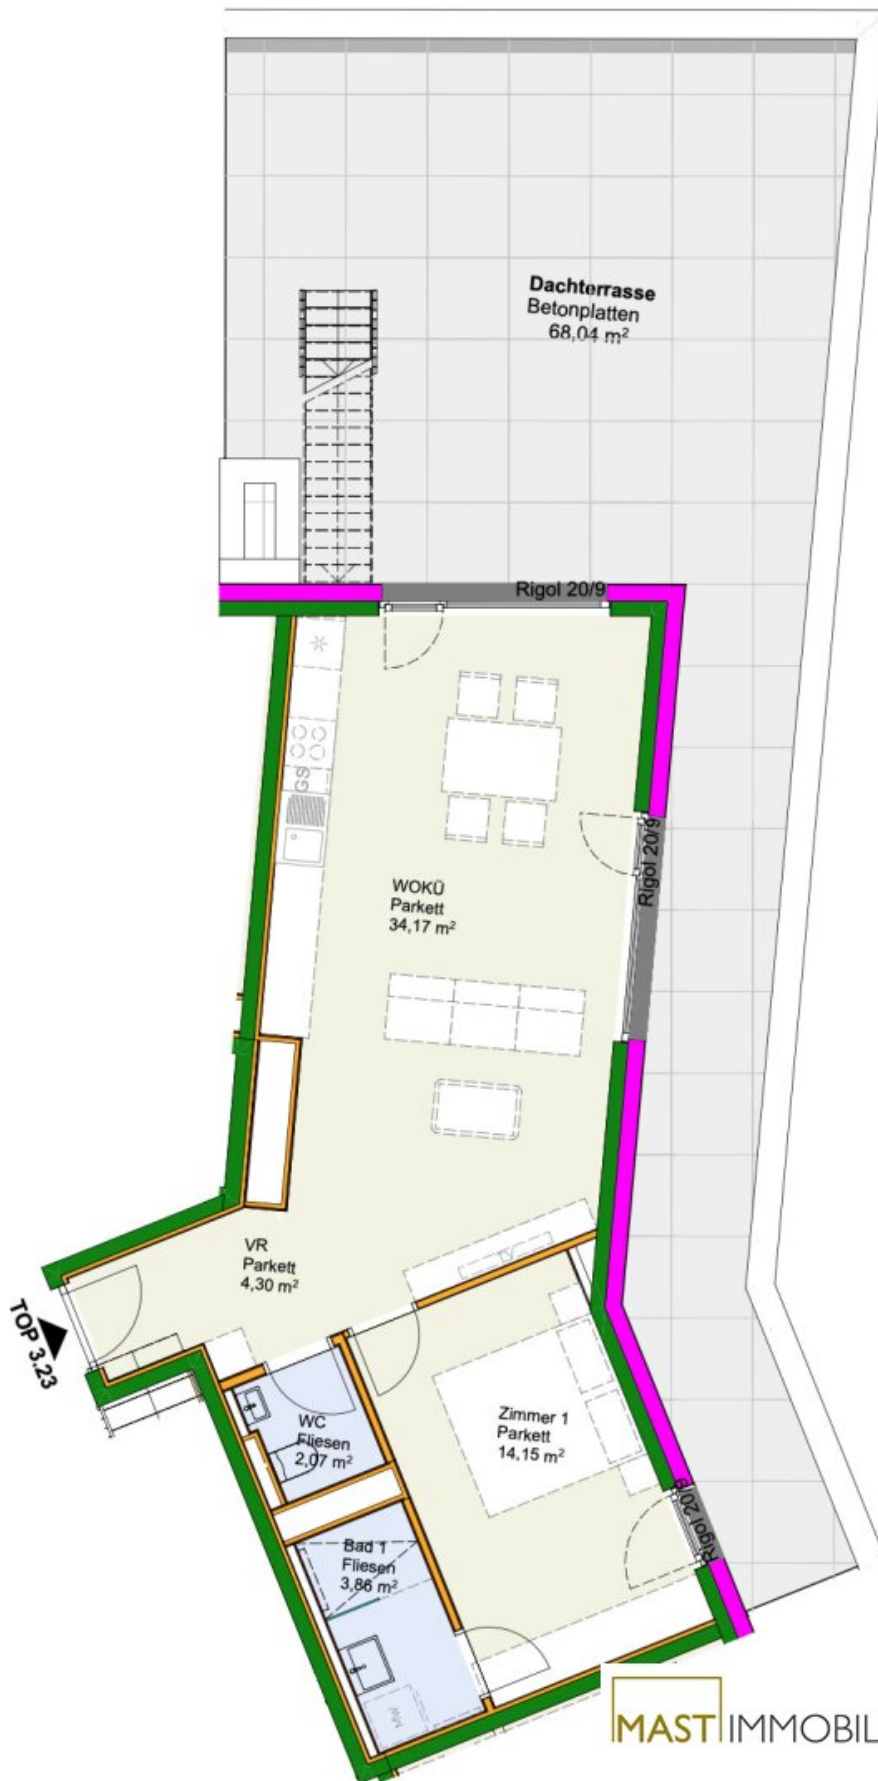 Dachterrasse
Betonplatten
68,04 m²
Rigol 20/9
GS
Rigol 20/9
WOKÜ
Parkett
34,17 m²
VR
Parkett
4,30 m²
TOP 3.23
Zimmer 1
Parkett
14,15 m²
WC
Fliesen
2,07 m²
Rigol 20/9
Bad 1
Fliesen
3,86 m²
MW
MAST IMMOBIL